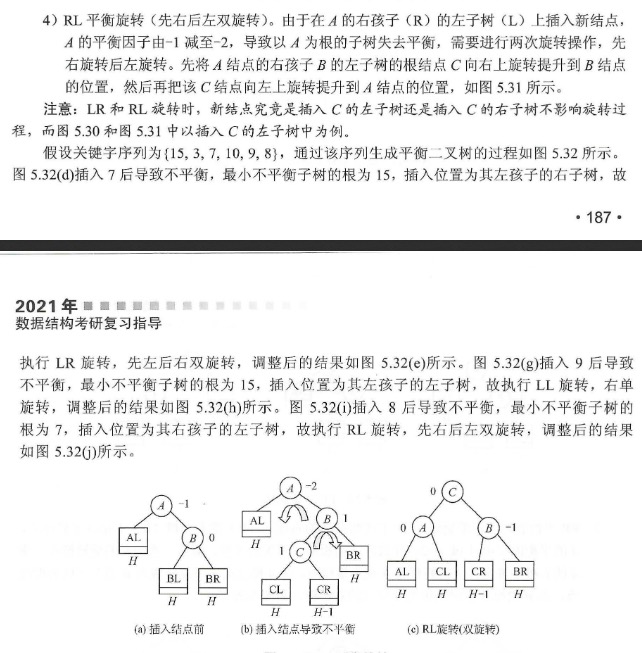 4）RL 平衡旋转（先右后左双旋转）。由于在 A 的右孩子（R）的左子树（L）上插入新结点，
A 的平衡因子由-1 减至-2，导致以 A 为根的子树失去平衡，需要进行两次旋转操作，先
右旋转后左旋转。先将 A 结点的右孩子 B 的左子树的根结点 C 向右上旋转提升到 B 结点
的位置，然后再把该 C 结点向左上旋转提升到 A 结点的位置，如图 5.31 所示。
注意：LR 和 RL 旋转时，新结点究竟是插入 C 的左子树还是插入 C 的右子树不影响旋转过
程，而图 5.30 和图 5.31 中以插入 C 的左子树中为例。
假设关键字序列为{15, 3, 7, 10, 9, 8}，通过该序列生成平衡二叉树的过程如图 5.32 所示。
图 5.32(d)插入 7 后导致不平衡，最小不平衡子树的根为 15，插入位置为其左孩子的右子树，故
• 187 •
2021 年
数据结构考研复习指导
执行 LR 旋转，先左后右双旋转，调整后的结果如图 5.32(e)所示。图 5.32(g)插入 9 后导致
不平衡，最小不平衡子树的根为 15，插入位置为其左孩子的左子树，故执行 LL 旋转，右单
旋转，调整后的结果如图 5.32(h)所示。图 5.32(i)插入 8 后导致不平衡，最小不平衡子树的
根为 7，插入位置为其右孩子的左子树，故执行 RL 旋转，先右后左双旋转，调整后的结果
如图 5.32(j)所示。
A -1
AL
H
B 0
BL BR
H H
(a) 插入结点前
A -2
AL
H
B 1
1 C
BR
H
CL CR
H H-1
(b) 插入结点导致不平衡
0 C
0 A
B -1
AL CL CR BR
H H H-1 H
(c) RL旋转(双旋转)